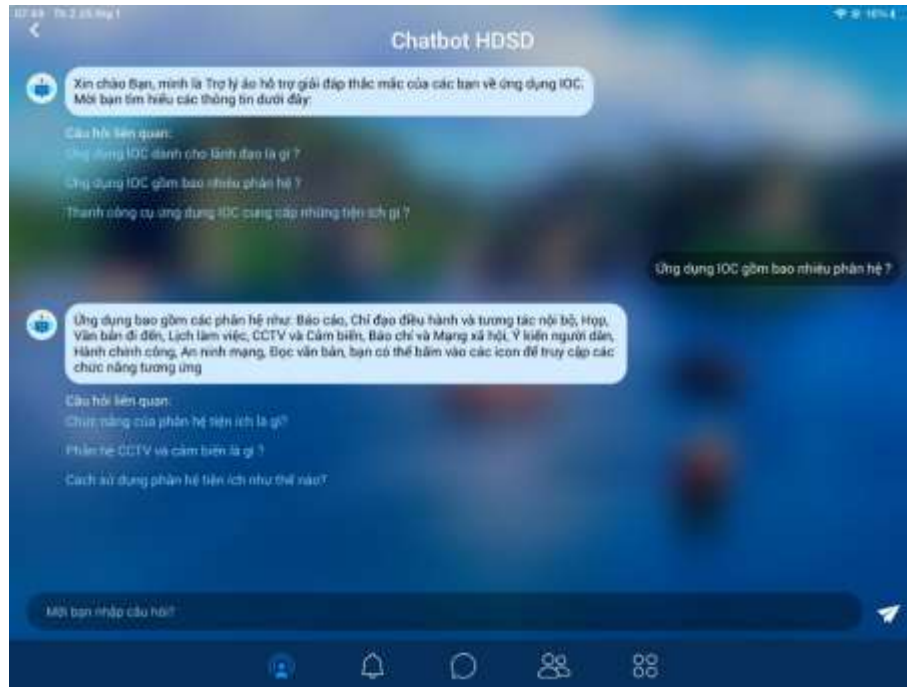 07:49 Th 2 25 thg 1
Chatbot HDSD
Xin chào Bạn, mình là Trợ lý ảo hỗ trợ giải đáp thắc mắc của các bạn về ứng dụng IOC.
Mời bạn tìm hiểu các thông tin dưới đây:
Câu hỏi liên quan:
Ứng dụng IOC dành cho lãnh đạo là gì ?
Ứng dụng IOC gồm bao nhiêu phân hệ ?
Thanh công cụ ứng dụng IOC cung cấp những tiện ích gì ?
Ứng dụng IOC gồm bao nhiêu phân hệ ?
Ứng dụng bao gồm các phân hệ như: Báo cáo, Chỉ đạo điều hành và tương tác nội bộ, Họp,
Văn bản đi đến, Lịch làm việc, CCTV và Cảm biến, Báo chí và Mạng xã hội, Ý kiến người dân,
Hành chính công, An ninh mạng, Đọc văn bản, bạn có thể bấm vào các icon để truy cập các
chức năng tương ứng
Câu hỏi liên quan:
Chức năng của phân hệ tiện ích là gì?
Phân hệ CCTV và cảm biến là gì ?
Cách sử dụng phân hệ tiện ích như thế nào?
Mời bạn nhập câu hỏi?